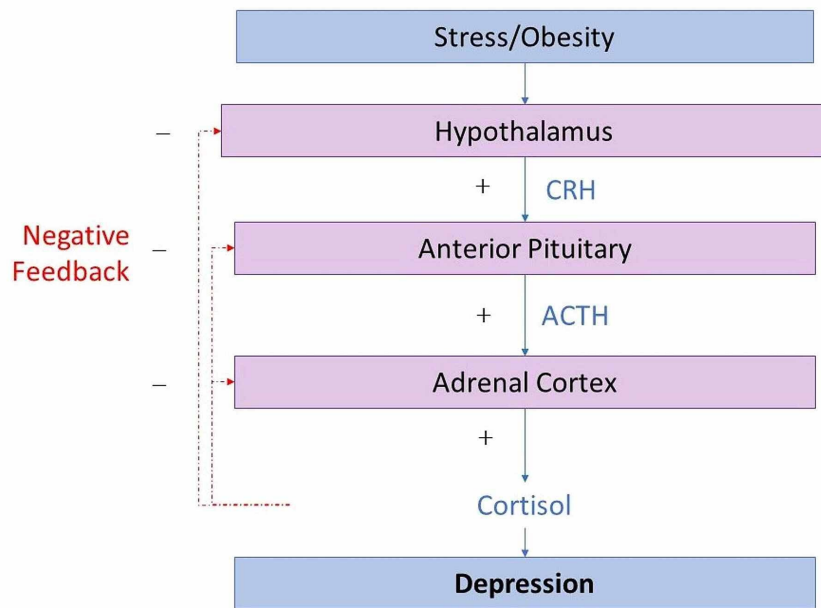 Stress/Obesity
– Hypothalamus
+ CRH
Negative
Feedback
– Anterior Pituitary
+ ACTH
– Adrenal Cortex
+
Cortisol
Depression